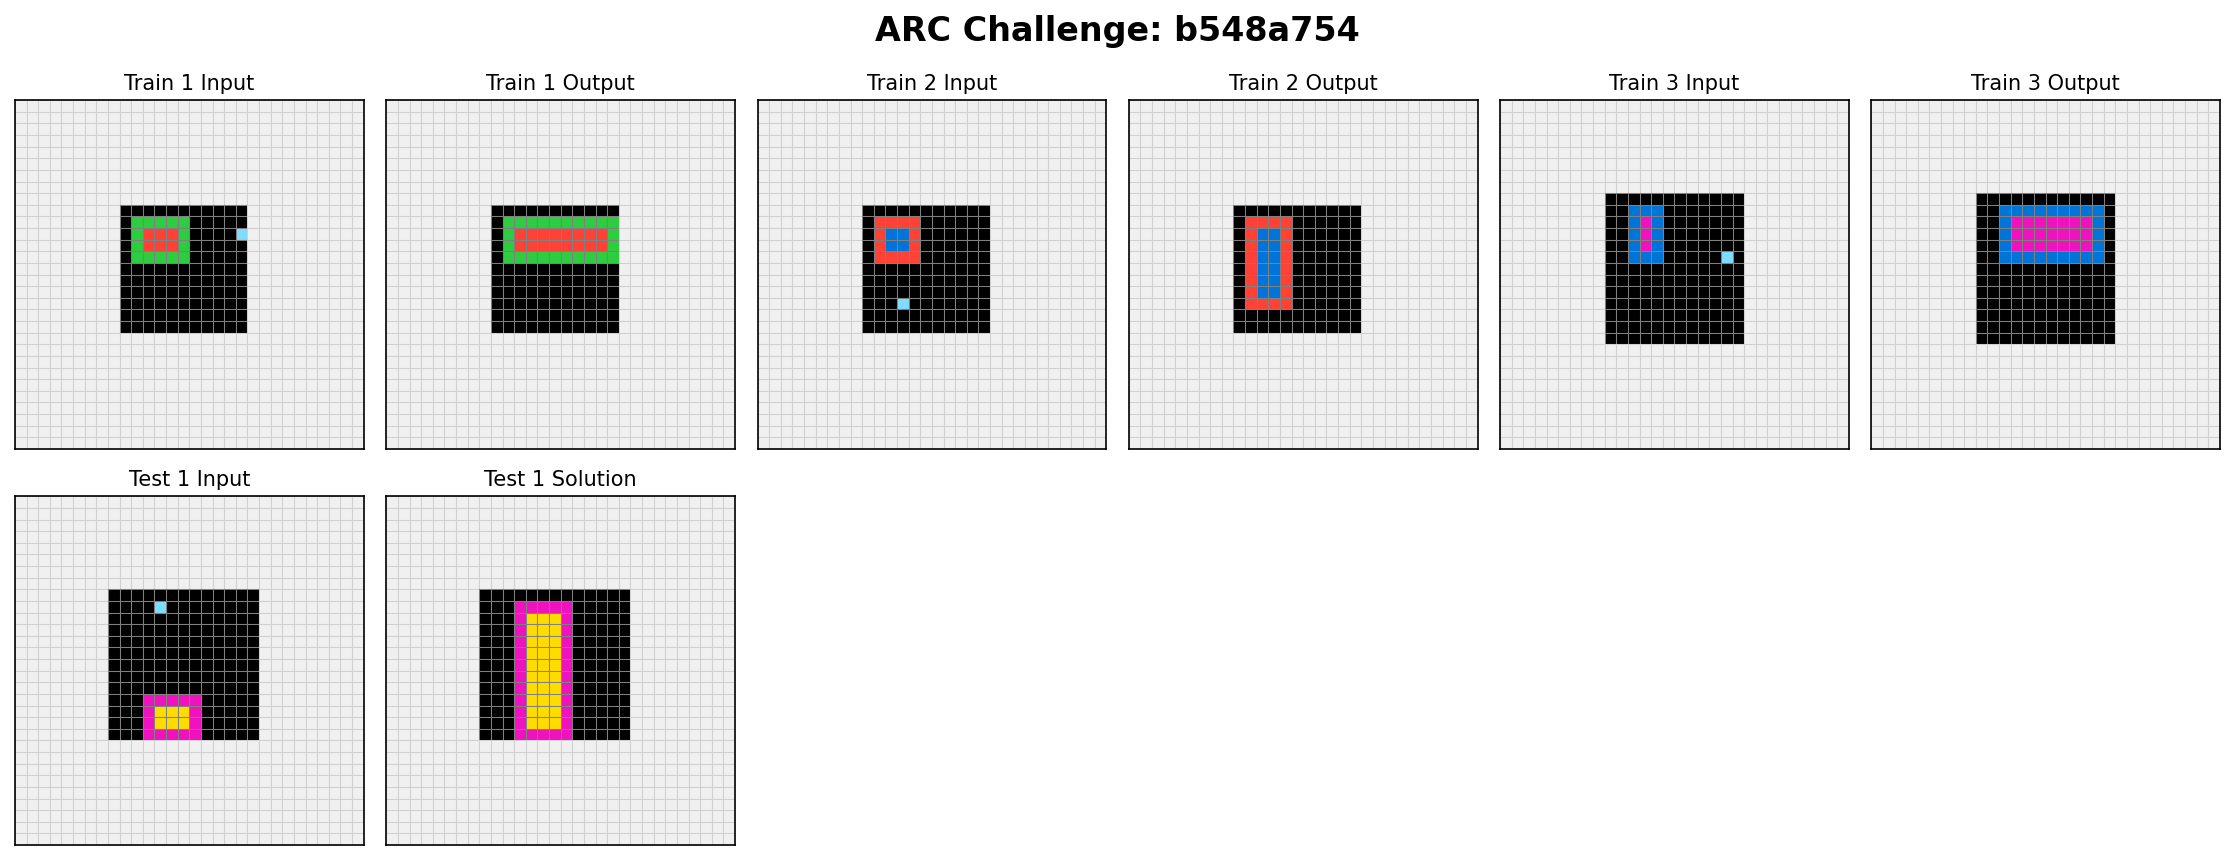 ARC Challenge: b548a754
Train 1 Input
Train 1 Output
Train 2 Input
Train 2 Output
Train 3 Input
Train 3 Output
Test 1 Input
Test 1 Solution